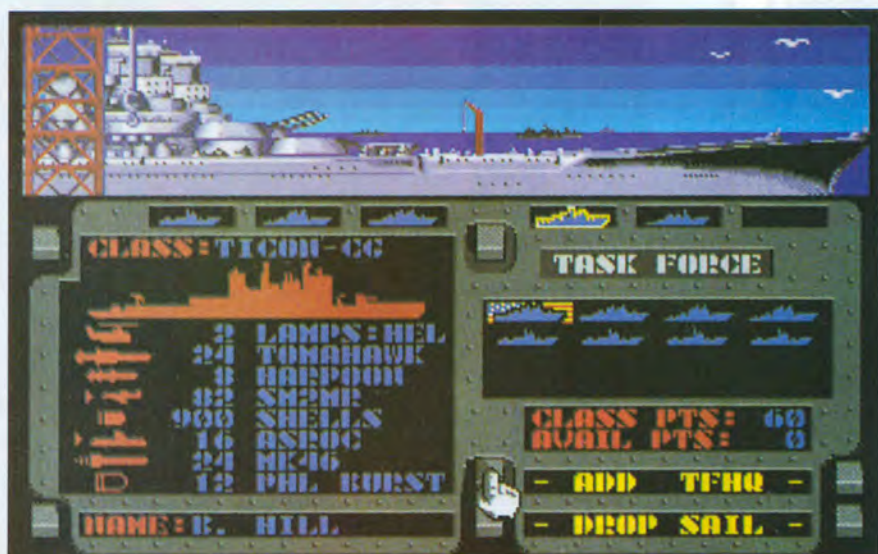 CLASS:TICON-CG
2 LAMPS:HEL
24 TOMAHAWK
8 HARPOON
82 SM2MR
900 SHELLS
16 ASROC
24 MK46
12 PHL BURST
NAME:B. HILL
TASK FORCE
CLASS PTS: 60
AVAIL PTS: 0
- ADD TFHQ -
- DROP SAIL -